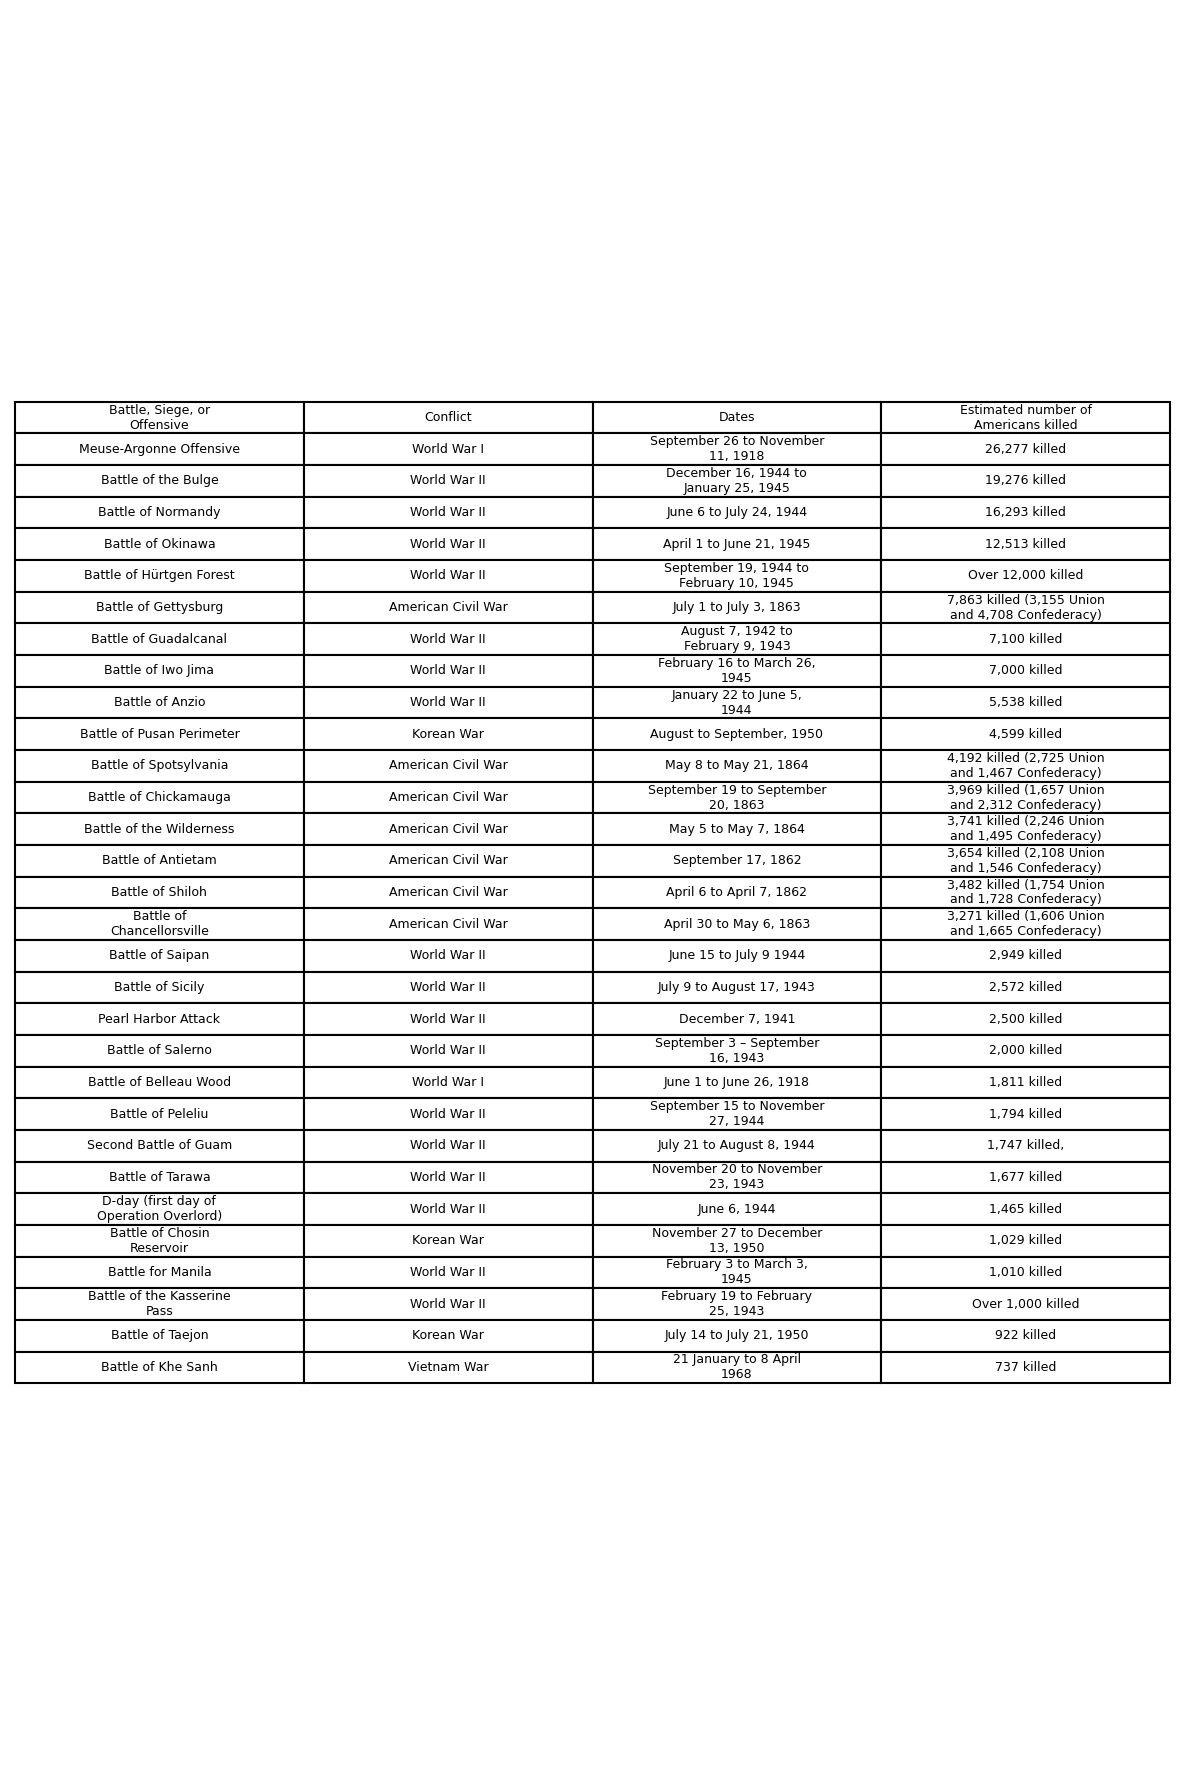 Battle, Siege, or
Offensive
Conflict
Dates
Estimated number of
Americans killed
Meuse-Argonne Offensive
World War I
September 26 to November
11, 1918
26,277 killed
Battle of the Bulge
World War II
December 16, 1944 to
January 25, 1945
19,276 killed
Battle of Normandy
World War II
June 6 to July 24, 1944
16,293 killed
Battle of Okinawa
World War II
April 1 to June 21, 1945
12,513 killed
Battle of Hürtgen Forest
World War II
September 19, 1944 to
February 10, 1945
Over 12,000 killed
Battle of Gettysburg
American Civil War
July 1 to July 3, 1863
7,863 killed (3,155 Union
and 4,708 Confederacy)
Battle of Guadalcanal
World War II
August 7, 1942 to
February 9, 1943
7,100 killed
Battle of Iwo Jima
World War II
February 16 to March 26,
1945
7,000 killed
Battle of Anzio
World War II
January 22 to June 5,
1944
5,538 killed
Battle of Pusan Perimeter
Korean War
August to September, 1950
4,599 killed
Battle of Spotsylvania
American Civil War
May 8 to May 21, 1864
4,192 killed (2,725 Union
and 1,467 Confederacy)
Battle of Chickamauga
American Civil War
September 19 to September
20, 1863
3,969 killed (1,657 Union
and 2,312 Confederacy)
Battle of the Wilderness
American Civil War
May 5 to May 7, 1864
3,741 killed (2,246 Union
and 1,495 Confederacy)
Battle of Antietam
American Civil War
September 17, 1862
3,654 killed (2,108 Union
and 1,546 Confederacy)
Battle of Shiloh
American Civil War
April 6 to April 7, 1862
3,482 killed (1,754 Union
and 1,728 Confederacy)
Battle of
Chancellorsville
American Civil War
April 30 to May 6, 1863
3,271 killed (1,606 Union
and 1,665 Confederacy)
Battle of Saipan
World War II
June 15 to July 9 1944
2,949 killed
Battle of Sicily
World War II
July 9 to August 17, 1943
2,572 killed
Pearl Harbor Attack
World War II
December 7, 1941
2,500 killed
Battle of Salerno
World War II
September 3 – September
16, 1943
2,000 killed
Battle of Belleau Wood
World War I
June 1 to June 26, 1918
1,811 killed
Battle of Peleliu
World War II
September 15 to November
27, 1944
1,794 killed
Second Battle of Guam
World War II
July 21 to August 8, 1944
1,747 killed,
Battle of Tarawa
World War II
November 20 to November
23, 1943
1,677 killed
D-day (first day of
Operation Overlord)
World War II
June 6, 1944
1,465 killed
Battle of Chosin
Reservoir
Korean War
November 27 to December
13, 1950
1,029 killed
Battle for Manila
World War II
February 3 to March 3,
1945
1,010 killed
Battle of the Kasserine
Pass
World War II
February 19 to February
25, 1943
Over 1,000 killed
Battle of Taejon
Korean War
July 14 to July 21, 1950
922 killed
Battle of Khe Sanh
Vietnam War
21 January to 8 April
1968
737 killed